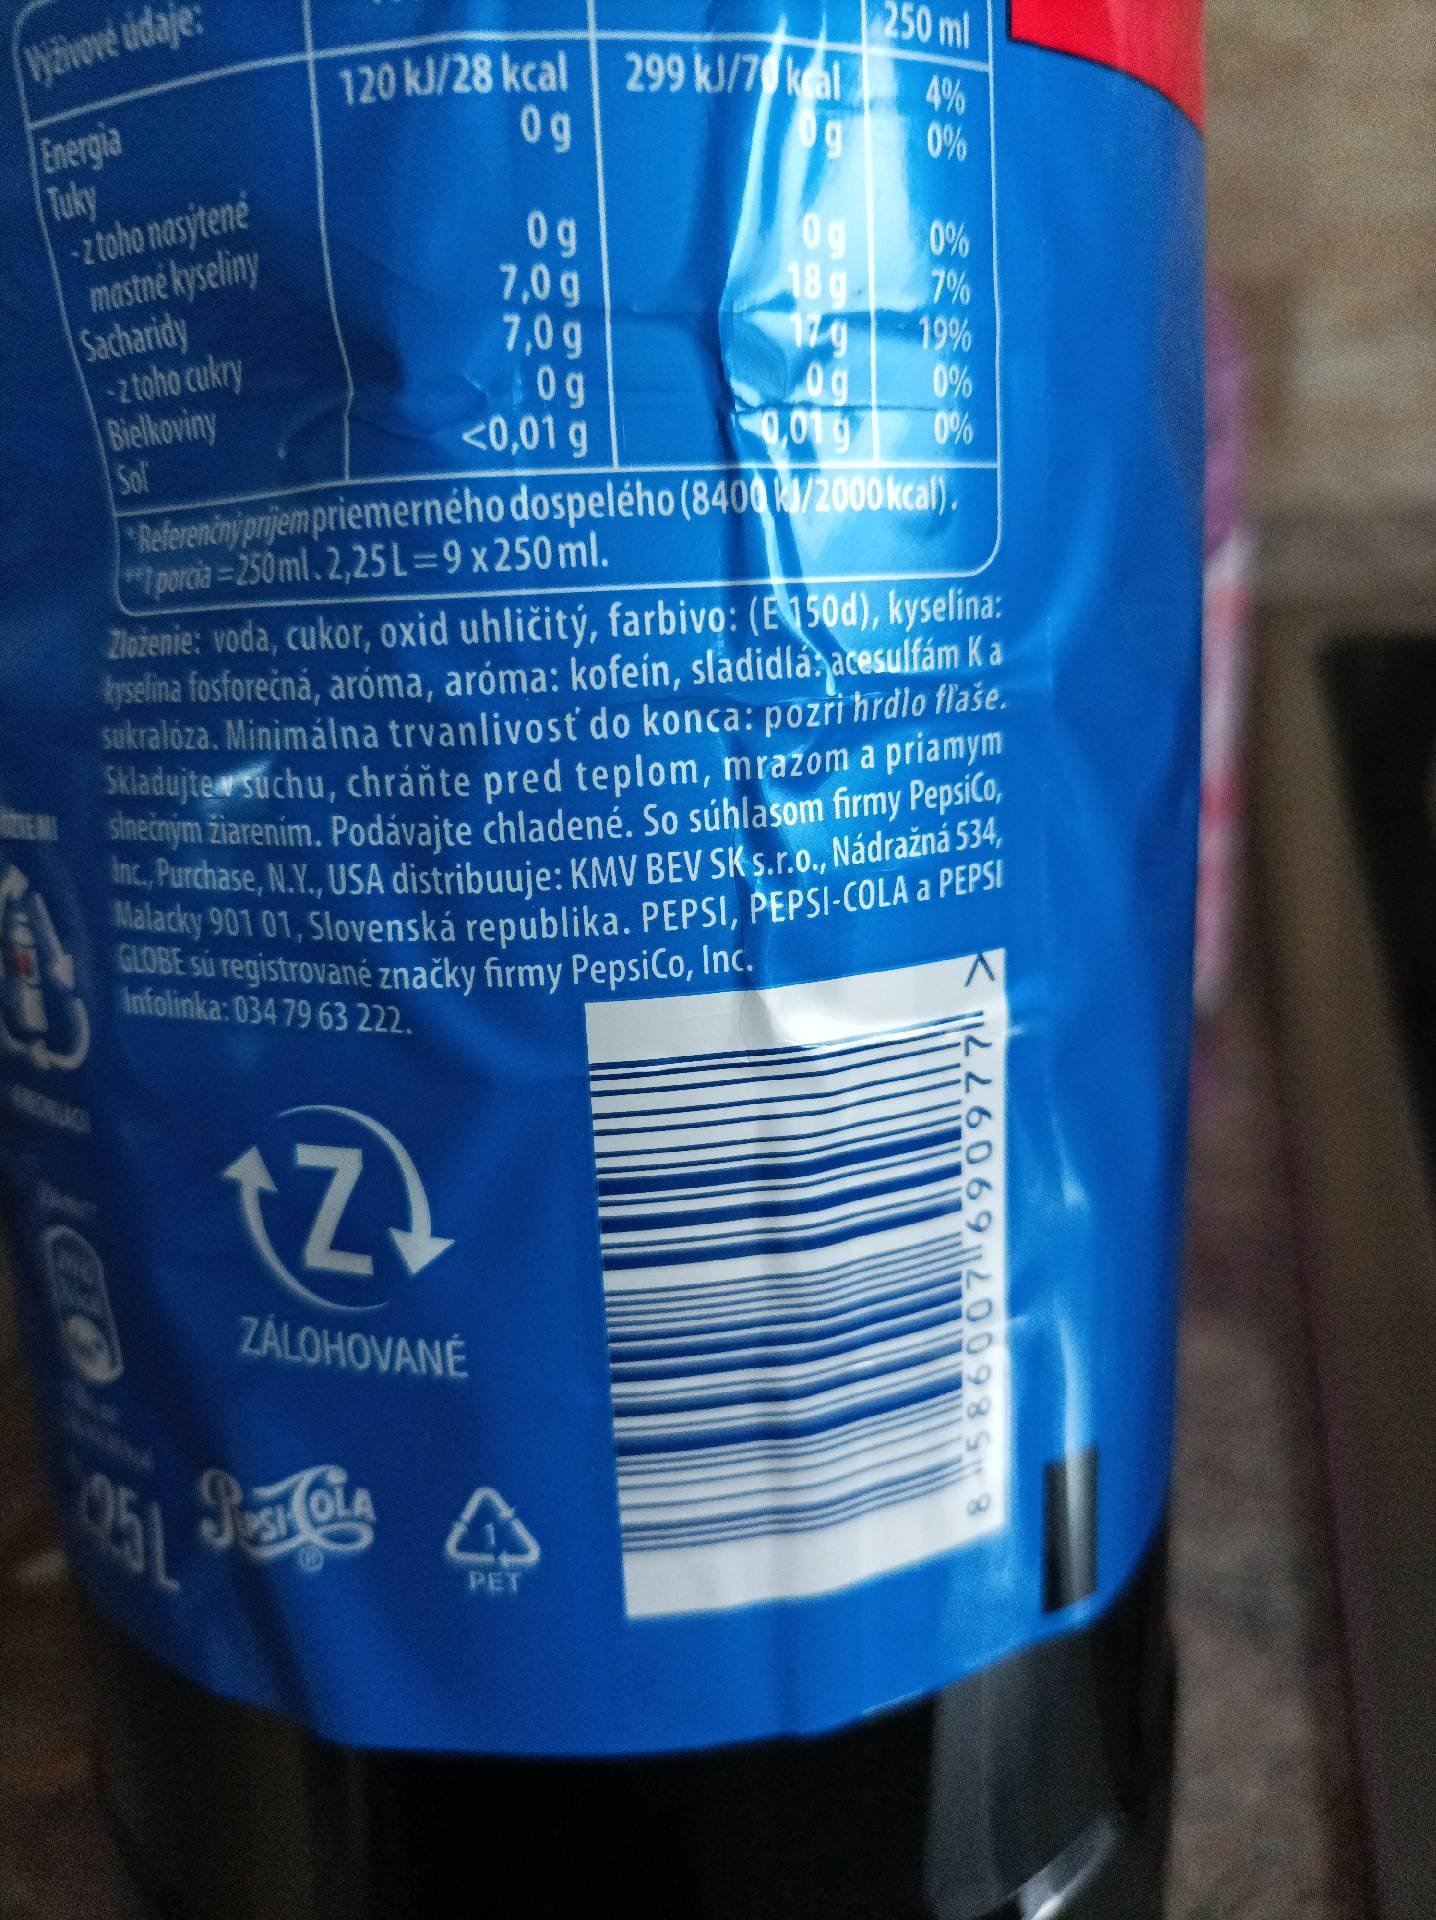 Výživové údaje:
250 ml
Energia 120 kJ/28 kcal 299 kJ/70 kcal 4%
Tuky 0 g 0 g 0%
- z toho nasýtené
mastné kyseliny 0 g 0 g 0%
Sacharidy 7,0 g 18 g 7%
- z toho cukry 7,0 g 17 g 19%
Bielkoviny 0 g 0 g 0%
Soľ <0,01 g 0,01 g 0%
*Referenčný príjem priemerného dospelého (8400 kJ/2000 kcal).
**1 porcia = 250 ml. 2,25 L = 9 x 250 ml.
Zloženie: voda, cukor, oxid uhličitý, farbivo: (E 150d), kyselina:
kyselina fosforečná, aróma, aróma: kofeín, sladidlá: acesulfám K a
sukralóza. Minimálna trvanlivosť do konca: pozri hrdlo fľaše.
Skladujte v suchu, chráňte pred teplom, mrazom a priamym
slnečným žiarením. Podávajte chladené. So súhlasom firmy PepsiCo,
Inc., Purchase, N.Y., USA distribuuje: KMV BEV SK s.r.o., Nádražná 534,
Malacky 901 01, Slovenská republika. PEPSI, PEPSI-COLA a PEPSI
GLOBE sú registrované značky firmy PepsiCo, Inc.
Infolinka: 034 79 63 222.
Z
ZÁLOHOVANÉ
PEPSI-COLA ®
1
PET
8 586007 690977 >